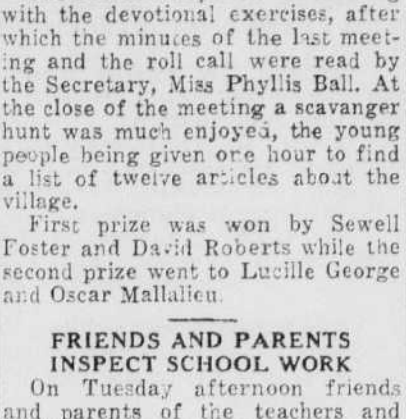 with the devotional exercises, after
which the minutes of the last meet-
ing and the roll call were read by
the Secretary, Miss Phyllis Ball. At
the close of the meeting a scavanger
hunt was much enjoyed, the young
people being given one hour to find
a list of twelve articles about the
village.
First prize was won by Sewell
Foster and David Roberts while the
second prize went to Lucille George
and Oscar Mallalieu.
FRIENDS AND PARENTS
INSPECT SCHOOL WORK
On Tuesday afternoon friends
and parents of the teachers and